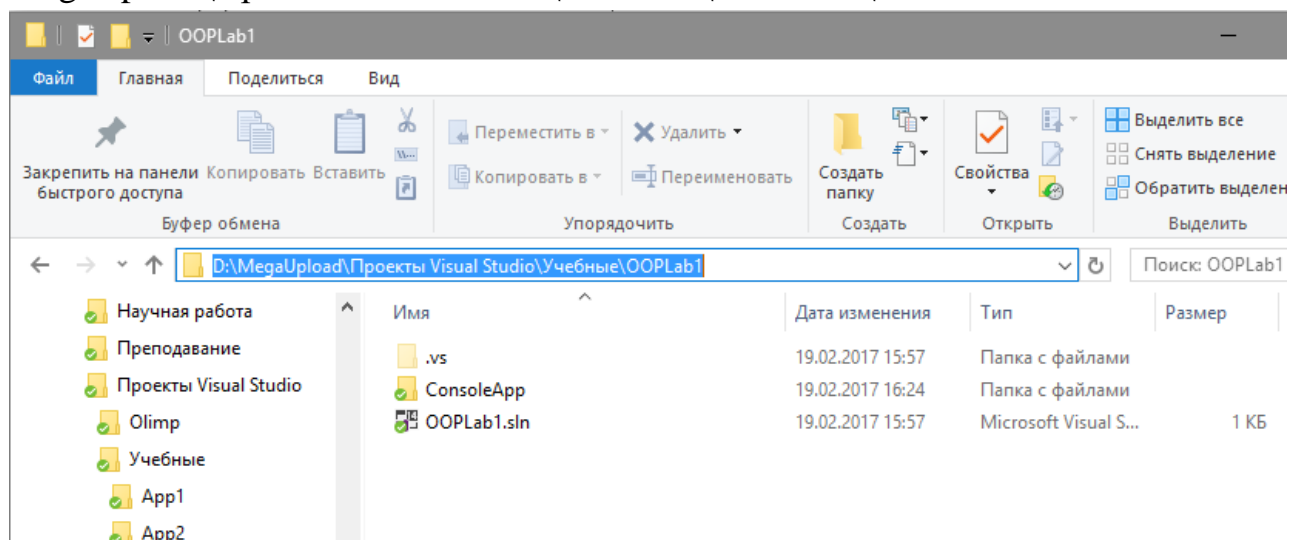 OOPLab1
Файл Главная Поделиться Вид
Закрепить на панели быстрого доступа
Копировать
Вставить
Переместить в
Копировать в
Удалить
Переименовать
Создать папку
Свойства
Выделить все
Снять выделение
Обратить выделен
Буфер обмена Упорядочить Создать Открыть Выделить
D:\MegaUpload\Проекты Visual Studio\Учебные\OOPLab1
Поиск: OOPLab1
Научная работа
Преподавание
Проекты Visual Studio
Olimp
Учебные
App1
App2
Имя Дата изменения Тип Размер
.vs 19.02.2017 15:57 Папка с файлами
ConsoleApp 19.02.2017 16:24 Папка с файлами
OOPLab1.sln 19.02.2017 15:57 Microsoft Visual S... 1 КБ